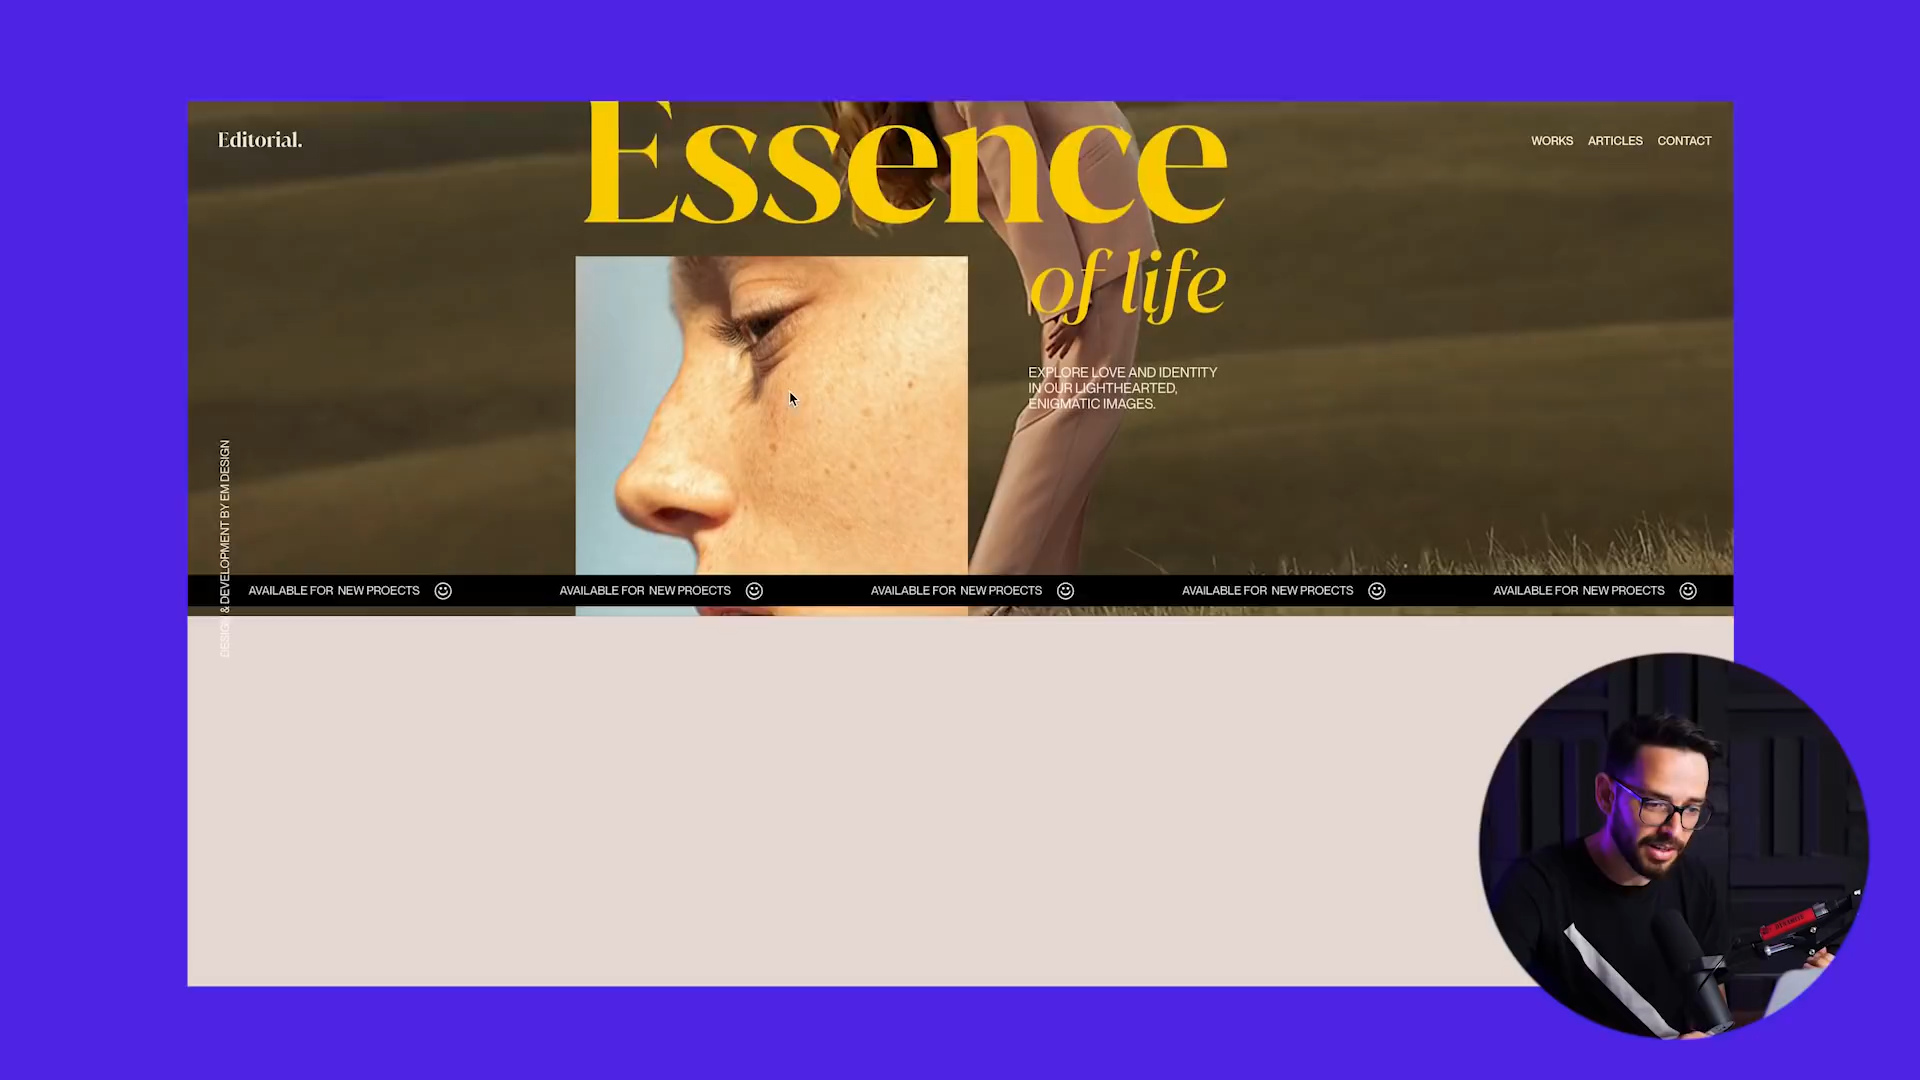 Editorial.
WORKS ARTICLES CONTACT
Essence
of life
EXPLORE LOVE AND IDENTITY
IN OUR LIGHTHEARTED,
ENIGMATIC IMAGES.
DESIGN & DEVELOPMENT BY EM DESIGN
AVAILABLE FOR NEW PROECTS AVAILABLE FOR NEW PROECTS AVAILABLE FOR NEW PROECTS AVAILABLE FOR NEW PROECTS AVAILABLE FOR NEW PROECTS